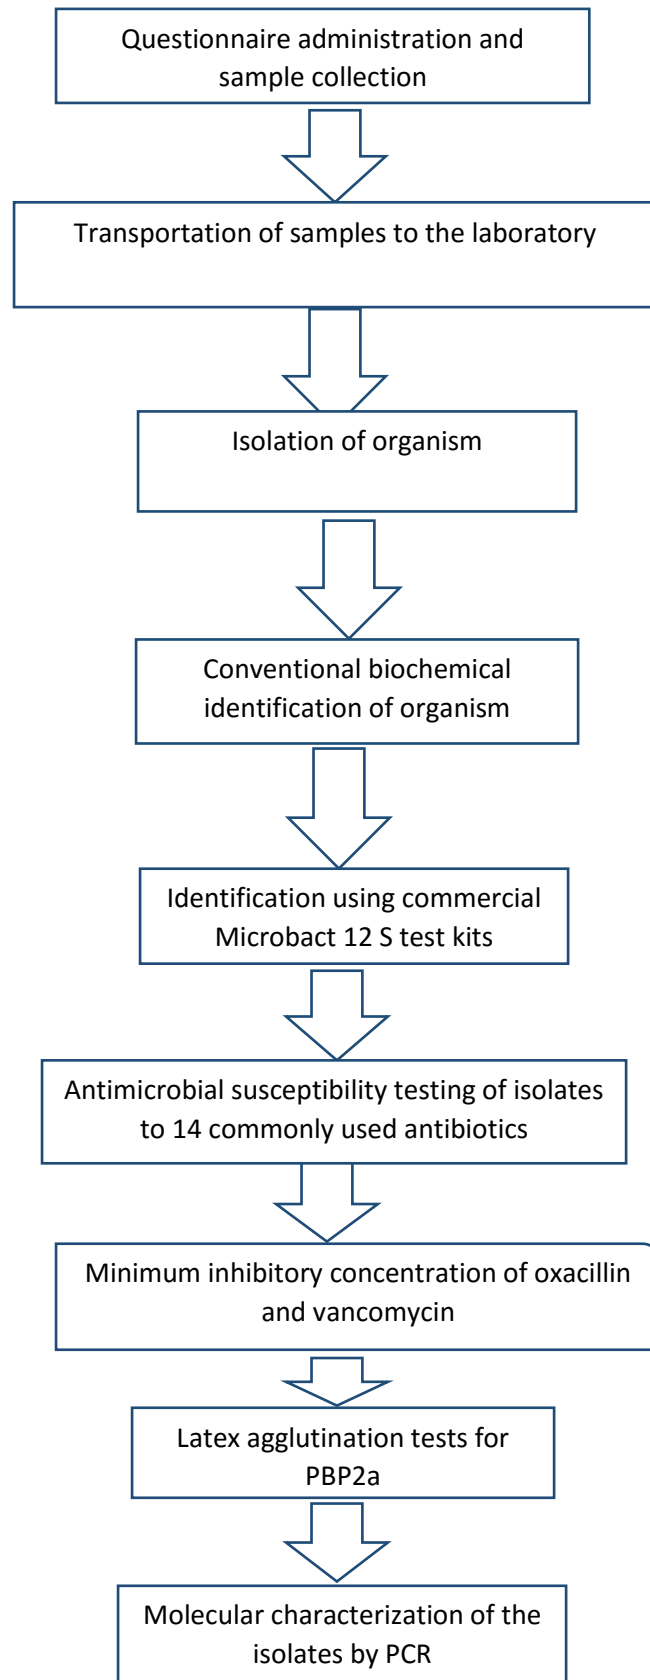 Questionnaire administration and
sample collection
Transportation of samples to the laboratory
Isolation of organism
Conventional biochemical
identification of organism
Identification using commercial
Microbact 12 S test kits
Antimicrobial susceptibility testing of isolates
to 14 commonly used antibiotics
Minimum inhibitory concentration of oxacillin
and vancomycin
Latex agglutination tests for
PBP2a
Molecular characterization of the
isolates by PCR